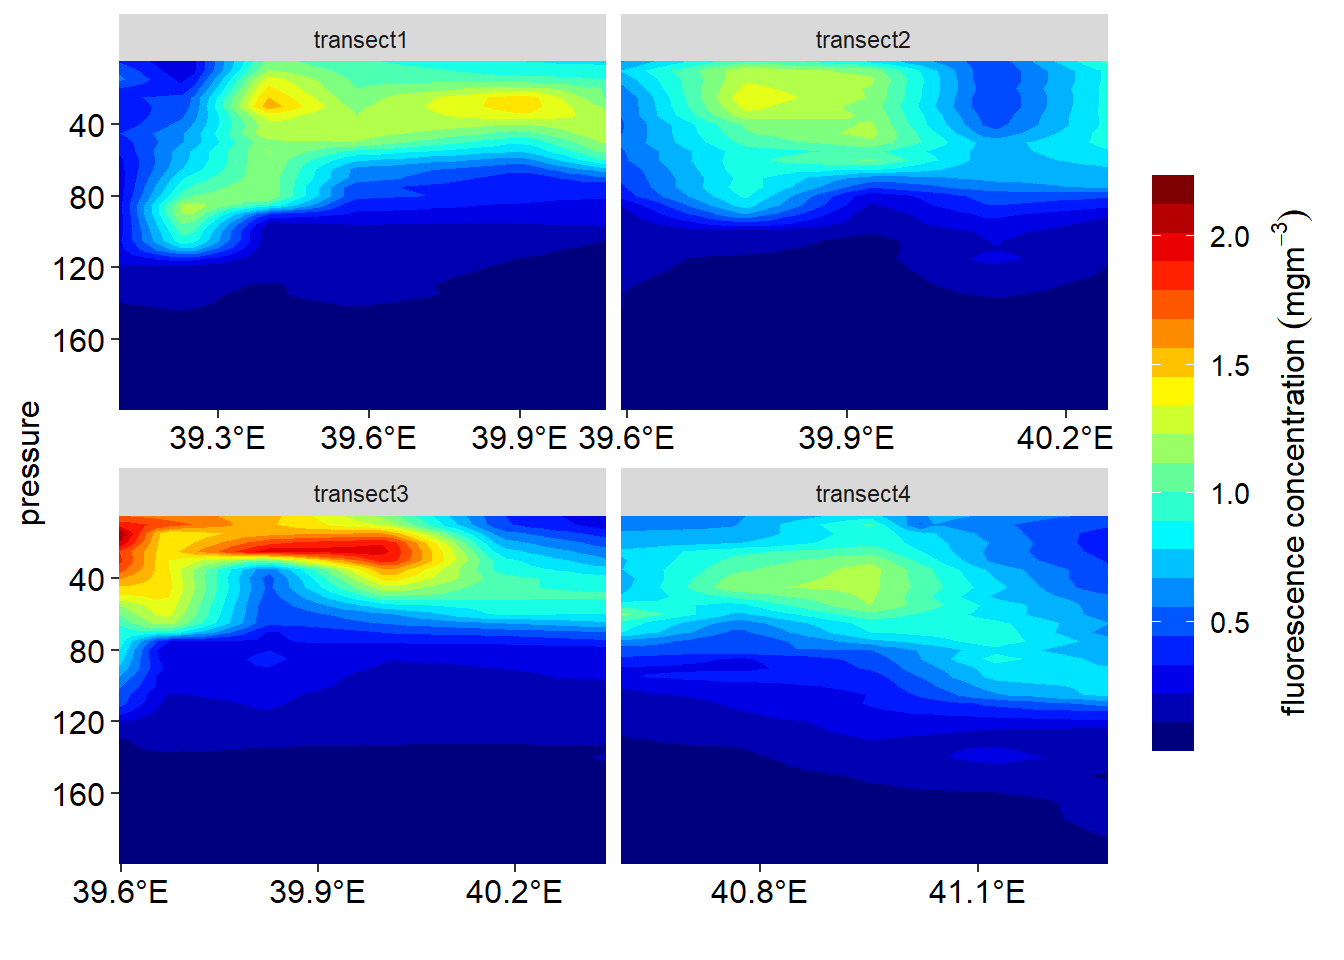 transect1
transect2
40
80
120
160
39.3°E
39.6°E
39.9°E
39.6°E
39.9°E
40.2°E
pressure
transect3
transect4
40
80
120
160
39.6°E
39.9°E
40.2°E
40.8°E
41.1°E
2.0
1.5
1.0
0.5
fluorescence concentration (mgm⁻³)